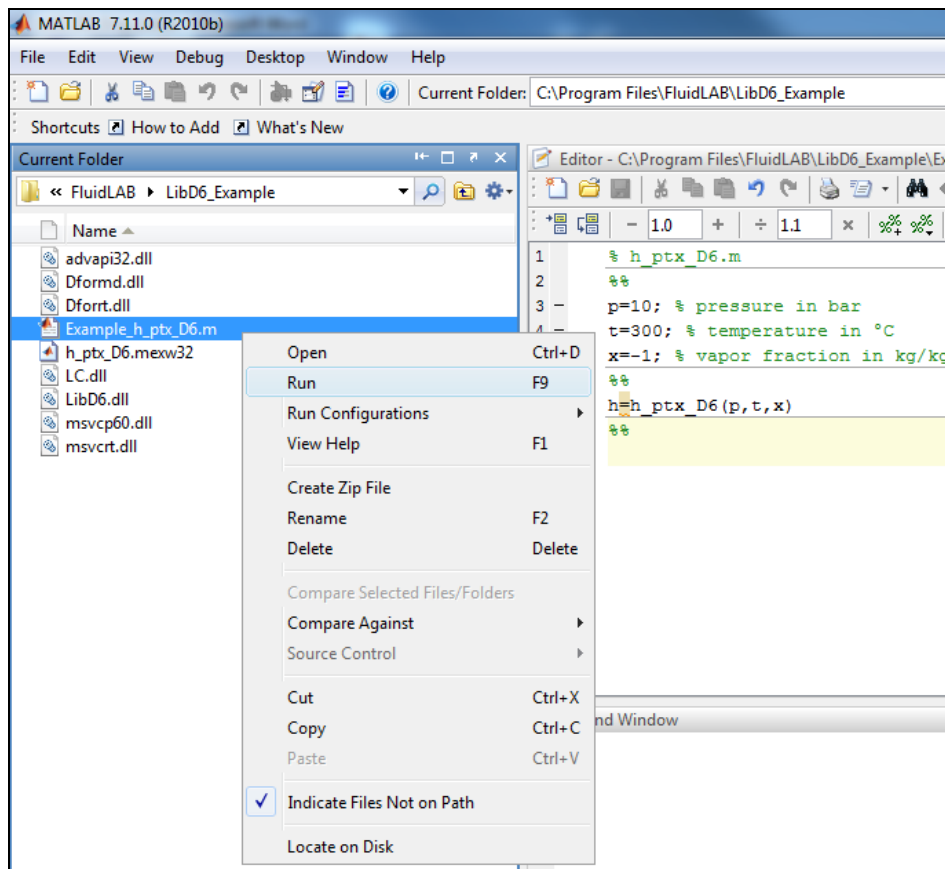 MATLAB 7.11.0 (R2010b)
File Edit View Debug Desktop Window Help
Current Folder: C:\Program Files\FluidLAB\LibD6_Example
Shortcuts How to Add What's New
Current Folder
« FluidLAB LibD6_Example
Name
advapi32.dll
Dformd.dll
Dforrt.dll
Example_h_ptx_D6.m
h_ptx_D6.mexw32
LC.dll
LibD6.dll
msvcp60.dll
msvcrt.dll
Open Ctrl+D
Run F9
Run Configurations
View Help F1
Create Zip File
Rename F2
Delete Delete
Compare Selected Files/Folders
Compare Against
Source Control
Cut Ctrl+X
Copy Ctrl+C
Paste Ctrl+V
Indicate Files Not on Path
Locate on Disk
Editor - C:\Program Files\FluidLAB\LibD6_Example\Ex
− 1.0 + ÷ 1.1 ×
1 % h_ptx_D6.m
2 %%
3 − p=10; % pressure in bar
4 − t=300; % temperature in °C
x=-1; % vapor fraction in kg/kg
%%
h=h_ptx_D6(p,t,x)
%%
nd Window